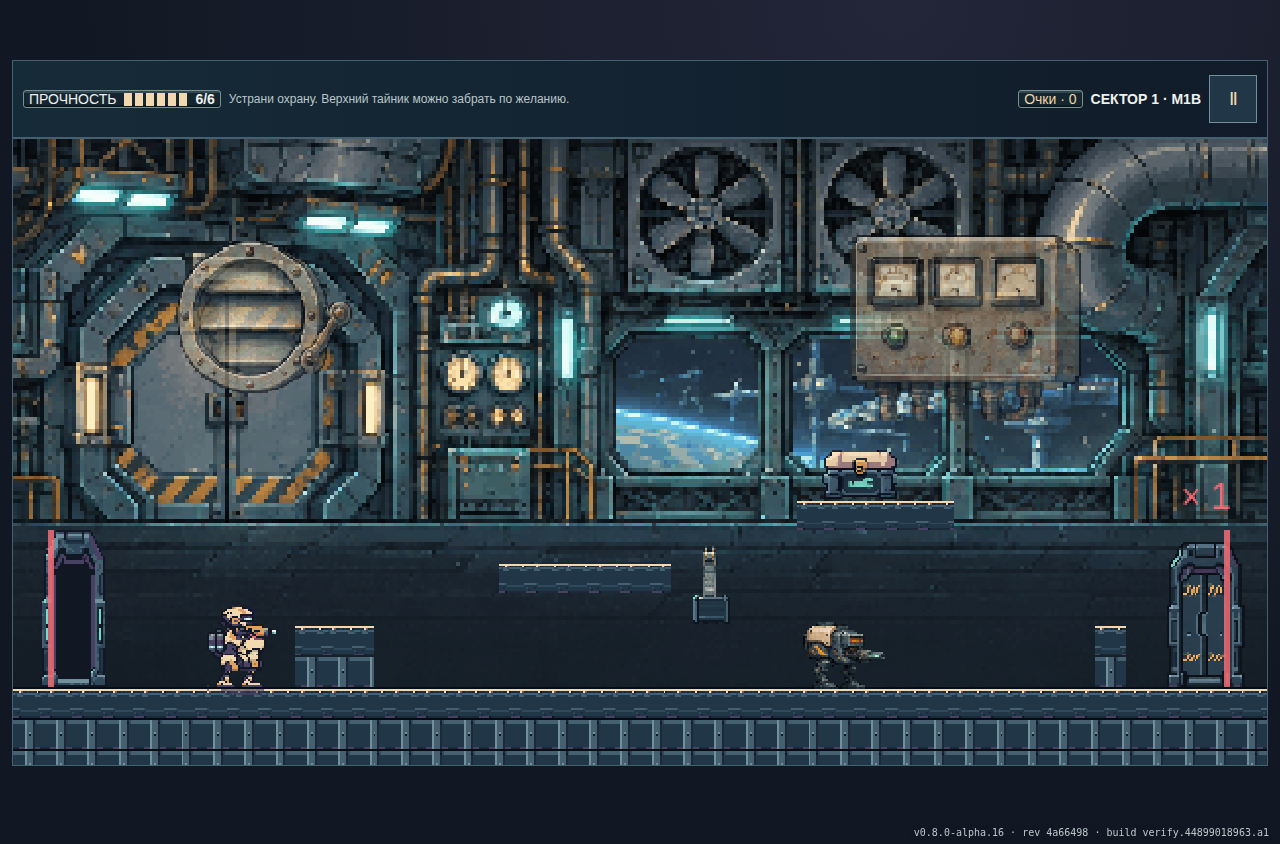 ПРОЧНОСТЬ 6/6 Устрани охрану. Верхний тайник можно забрать по желанию. Очки · 0 СЕКТОР 1 · М1В II
× 1
v0.8.0-alpha.16 · rev 4a66498 · build verify.44899018963.a1